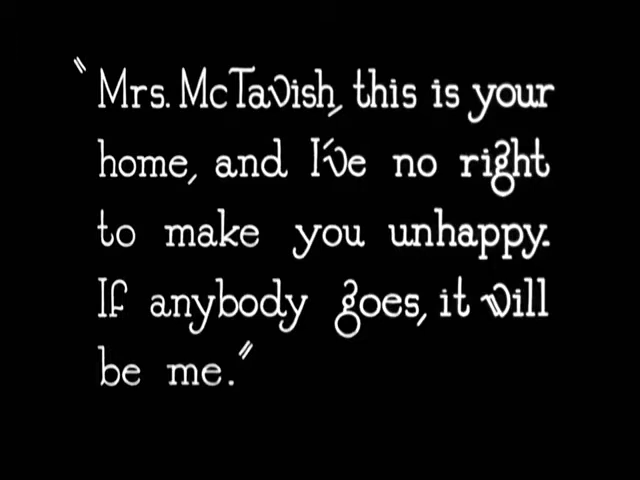 "Mrs. McTavish, this is your
home, and I've no right
to make you unhappy.
If anybody goes, it will
be me."